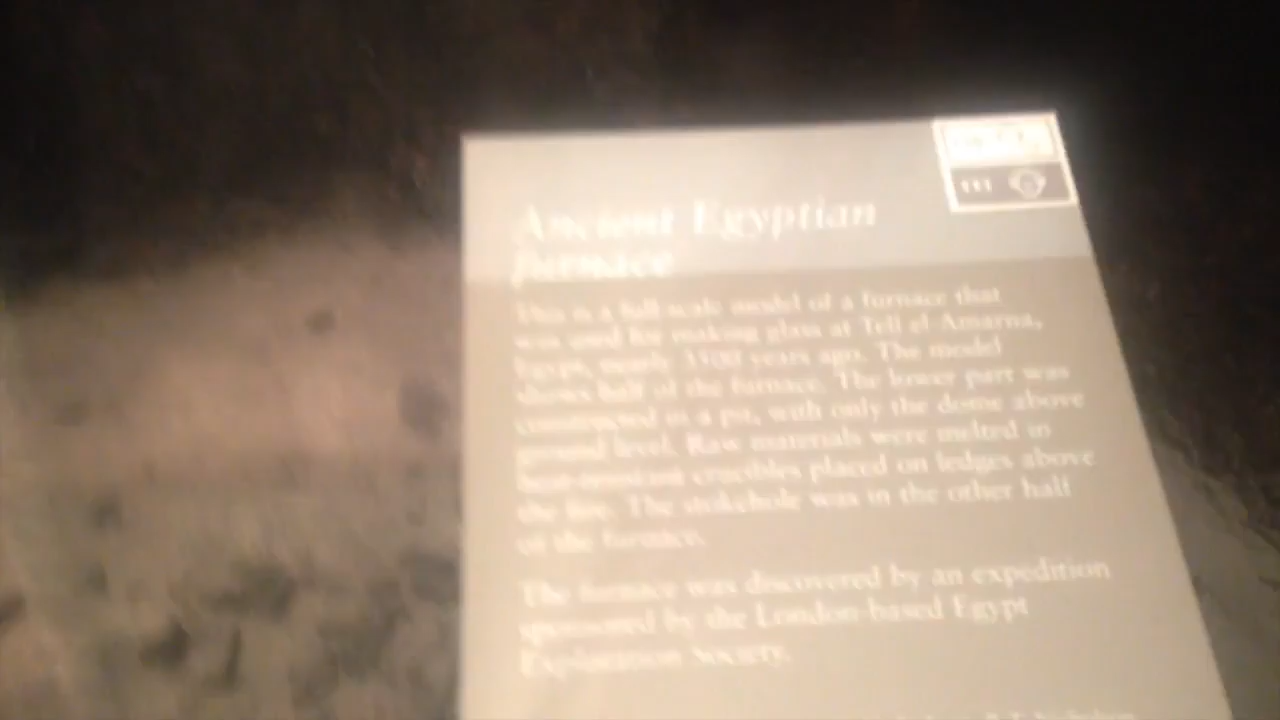 Ancient Egyptian
furnace
This is a full-scale model of a furnace that
was used for making glass at Tell el Amarna,
Egypt, nearly years ago. The model
shows half of the furnace. The lower part was
constructed in a pit, with only the dome above
ground level. Raw materials were melted in
heat-resistant crucibles placed on ledges above
the fire. The stokehole was in the other half
of the furnace.
The furnace was discovered by an expedition
sponsored by the London-based Egypt
Exploration Society.